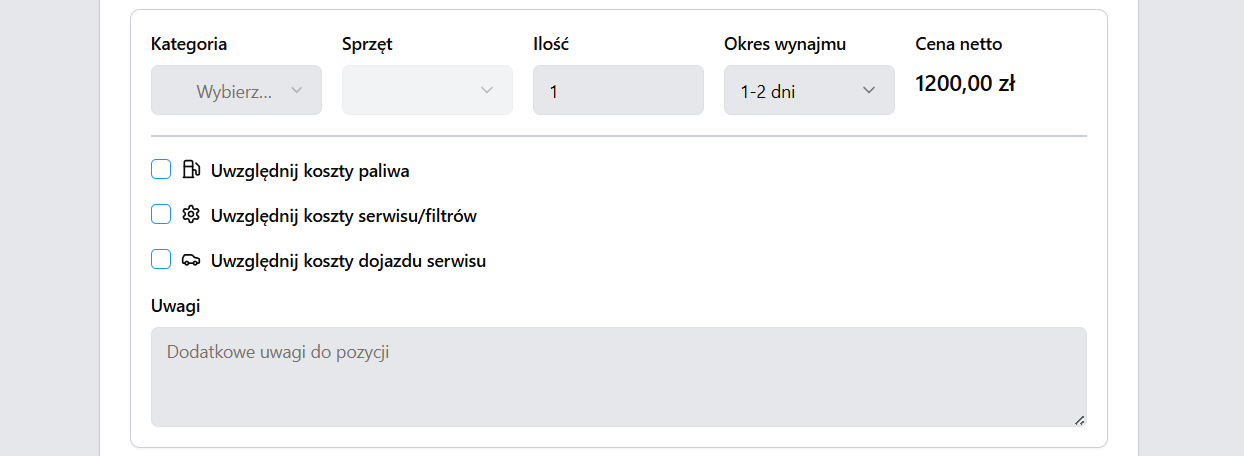 Kategoria Sprzęt Ilość Okres wynajmu Cena netto
Wybierz... 1 1-2 dni 1200,00 zł
Uwzględnij koszty paliwa
Uwzględnij koszty serwisu/filtrów
Uwzględnij koszty dojazdu serwisu
Uwagi
Dodatkowe uwagi do pozycji